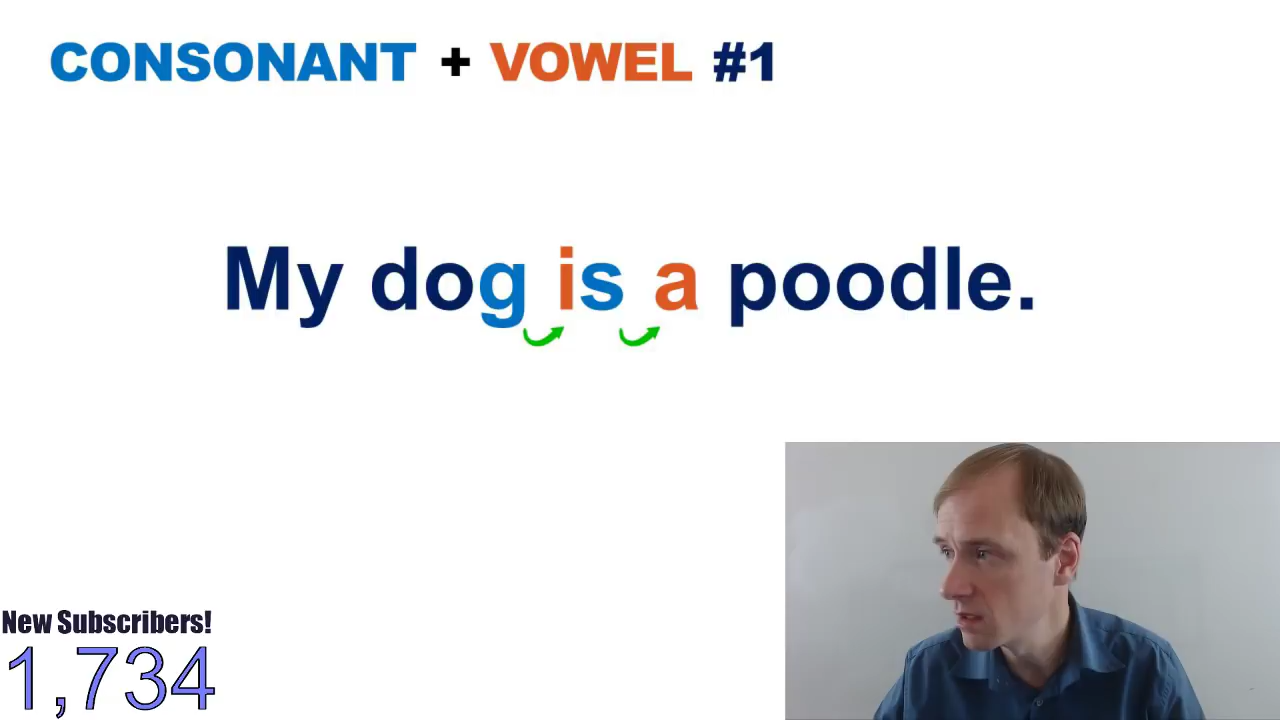 CONSONANT + VOWEL #1
My dog is a poodle.
New Subscribers!
1,734